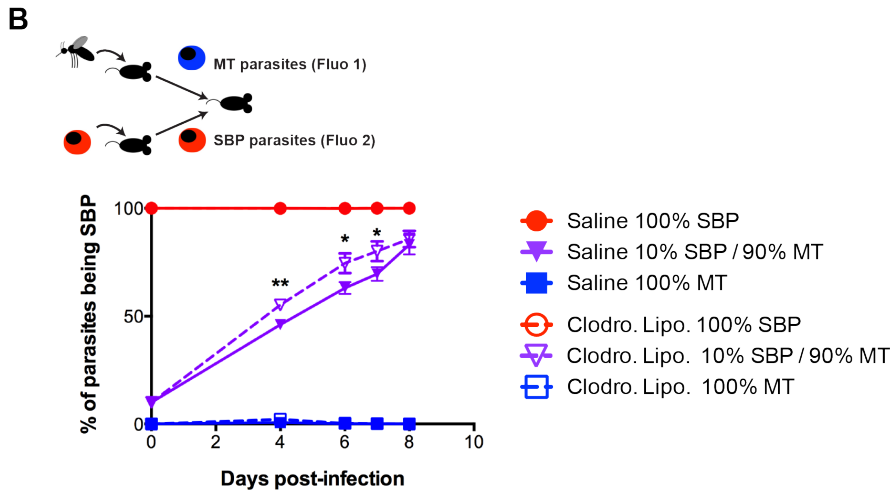 B
MT parasites (Fluo 1)
SBP parasites (Fluo 2)
% of parasites being SBP
100
50
0
**
*
*
0
2
4
6
8
10
Days post-infection
Saline 100% SBP
Saline 10% SBP / 90% MT
Saline 100% MT
Clodro. Lipo. 100% SBP
Clodro. Lipo. 10% SBP / 90% MT
Clodro. Lipo. 100% MT